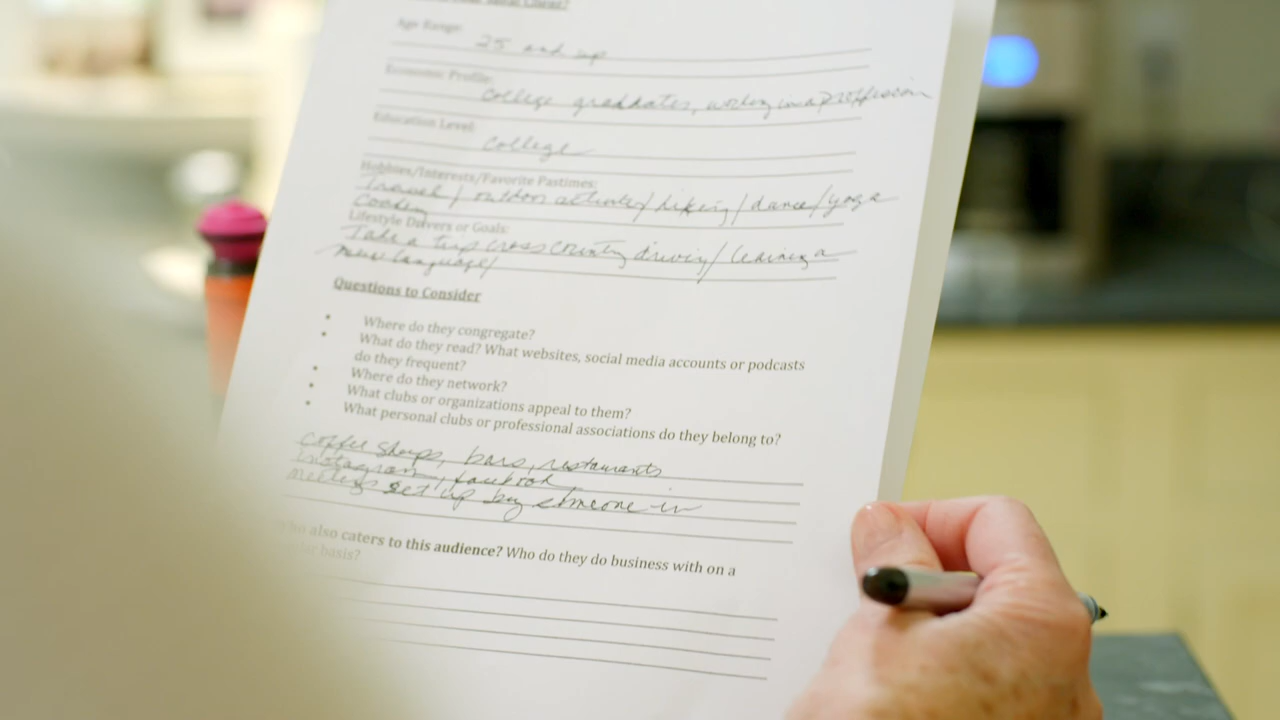 Ideal Client?
Age Range:
25 and up
Economic Profile:
College graduates, working in a profession
Education Level:
College
Hobbies/Interests/Favorite Pastimes:
Travel / outdoor / hiking / dance / yoga
Cooking
Lifestyle Drivers or Goals:
Take a trip cross country driving / learning a
new language /
Questions to Consider
• Where do they congregate?
• What do they read? What websites, social media accounts or podcasts
do they frequent?
• Where do they network?
• What clubs or organizations appeal to them?
• What personal clubs or professional associations do they belong to?
Coffee shops, bars, restaurants
Instagram, facebook
set up by someone in
also caters to this audience? Who do they do business with on a
basis?